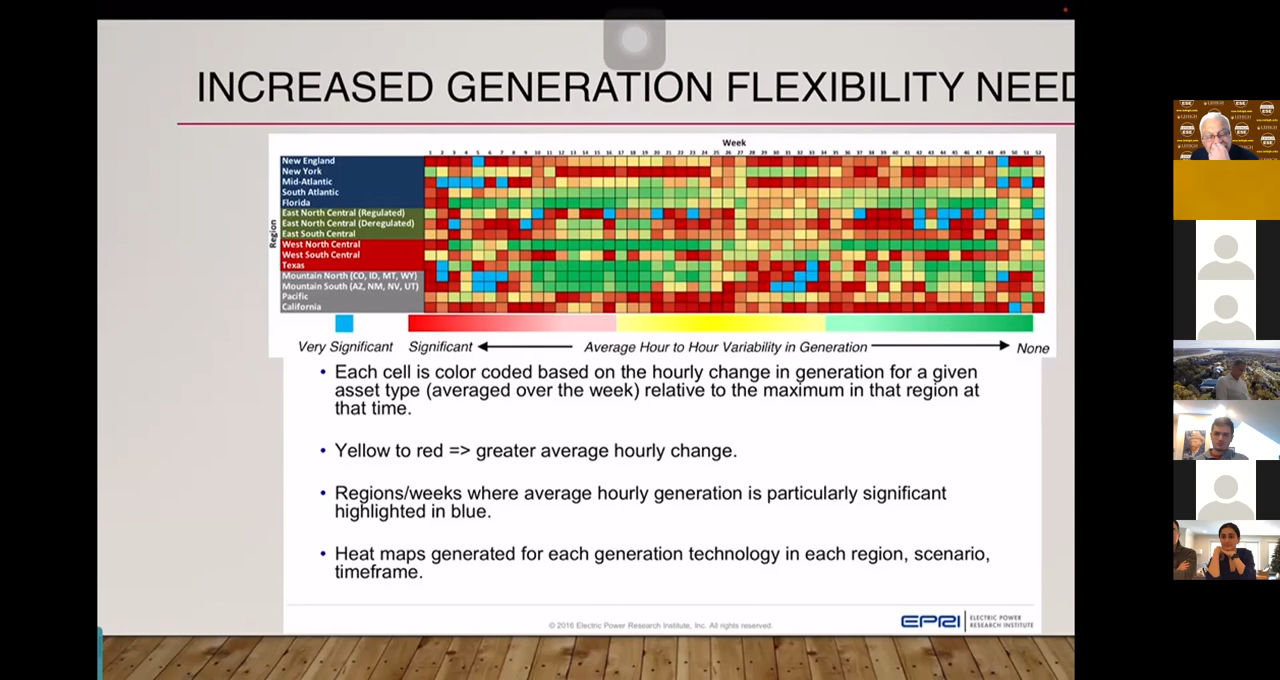 INCREASED GENERATION FLEXIBILITY NEED
Week
1 2 3 4 5 6 7 8 9 10 11 12 13 14 15 16 17 18 19 20 21 22 23 24 25 26 27 28 29 30 31 32 33 34 35 36 37 38 39 40 41 42 43 44 45 46 47 48 49 50 51 52
Region
New England
New York
Mid-Atlantic
South Atlantic
Florida
East North Central (Regulated)
East North Central (Deregulated)
East South Central
West North Central
West South Central
Texas
Mountain North (CO, ID, MT, WY)
Mountain South (AZ, NM, NV, UT)
Pacific
California
Very Significant Significant Average Hour to Hour Variability in Generation None
• Each cell is color coded based on the hourly change in generation for a given
asset type (averaged over the week) relative to the maximum in that region at
that time.
• Yellow to red => greater average hourly change.
• Regions/weeks where average hourly generation is particularly significant
highlighted in blue.
• Heat maps generated for each generation technology in each region, scenario,
timeframe.
© 2016 Electric Power Research Institute, Inc. All rights reserved.
EPRI
ELECTRIC POWER
RESEARCH INSTITUTE